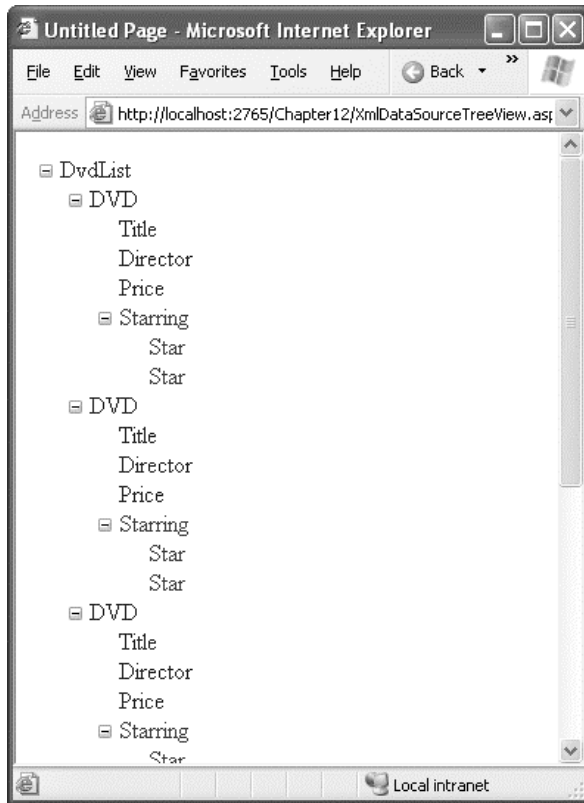 Untitled Page - Microsoft Internet Explorer
File Edit View Favorites Tools Help Back »
Address http://localhost:2765/Chapter12/XmlDataSourceTreeView.asp
DvdList
DVD
Title
Director
Price
Starring
Star
Star
DVD
Title
Director
Price
Starring
Star
Star
DVD
Title
Director
Price
Starring
Star
Local intranet